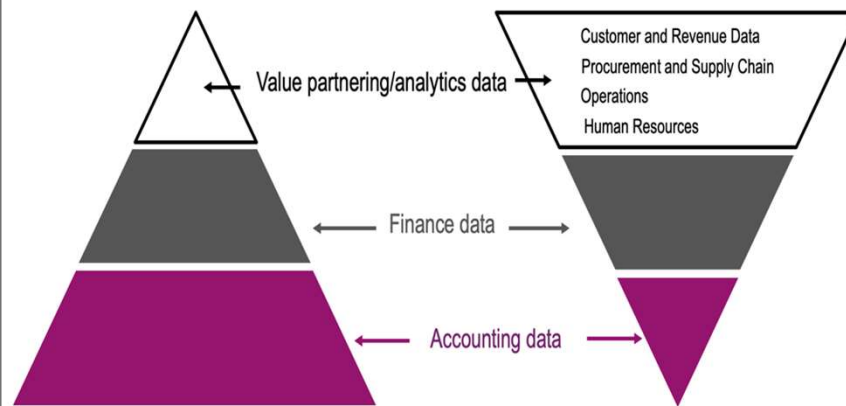 Customer and Revenue Data
Procurement and Supply Chain
Operations
Human Resources
Value partnering/analytics data
Finance data
Accounting data